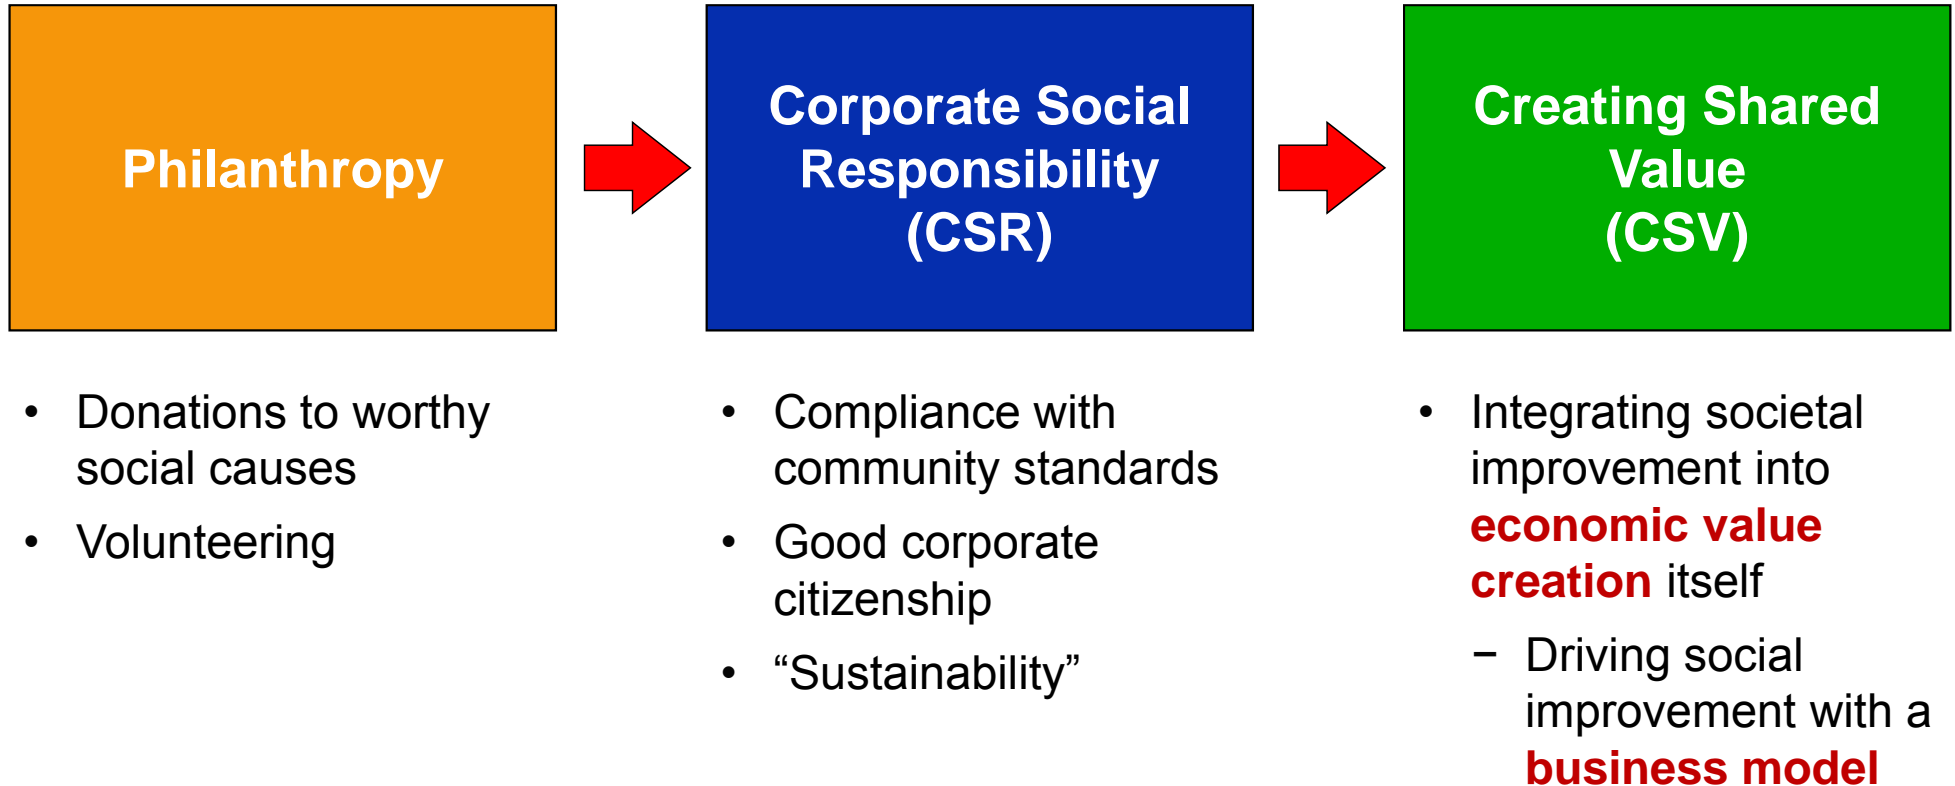 Philanthropy
Corporate Social
Responsibility
(CSR)
Creating Shared
Value
(CSV)
• Donations to worthy
social causes
• Volunteering
• Compliance with
community standards
• Good corporate
citizenship
• “Sustainability”
• Integrating societal
improvement into
economic value
creation itself
− Driving social
improvement with a
business model